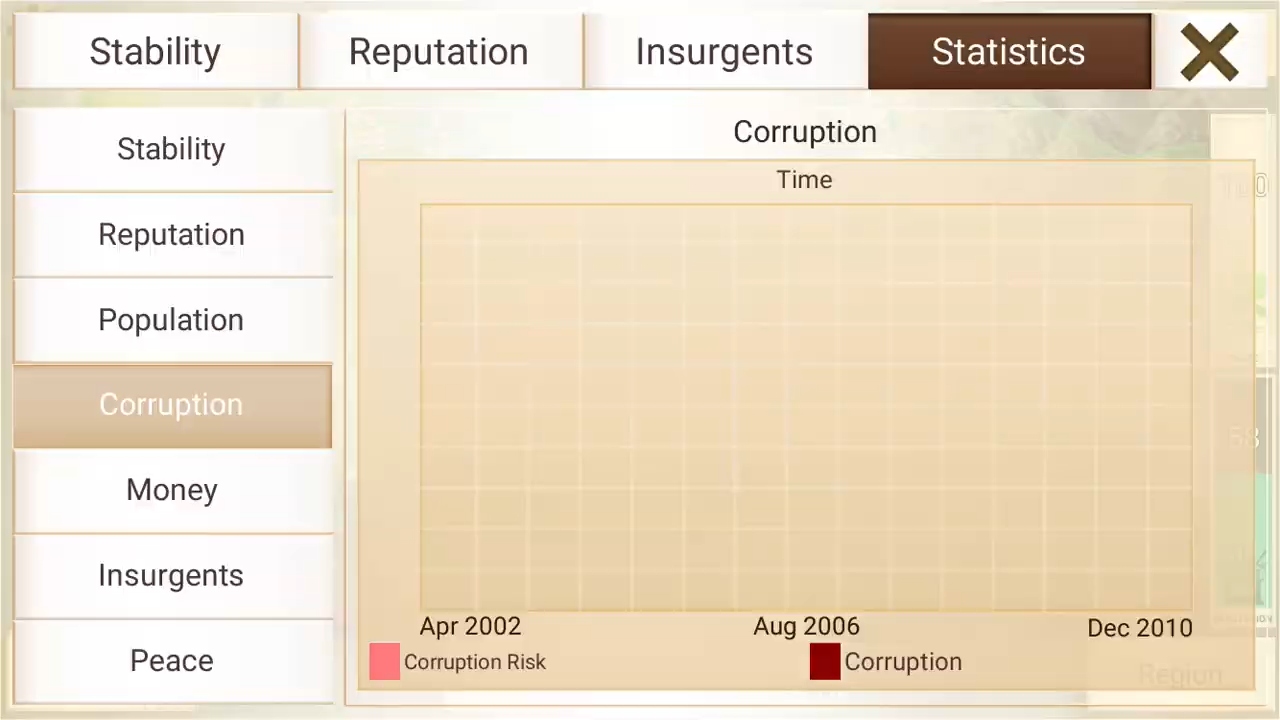 Stability
Reputation
Insurgents
Statistics
Stability
Reputation
Population
Corruption
Money
Insurgents
Peace
Corruption
Time
Apr 2002
Aug 2006
Dec 2010
Corruption Risk
Corruption
Region